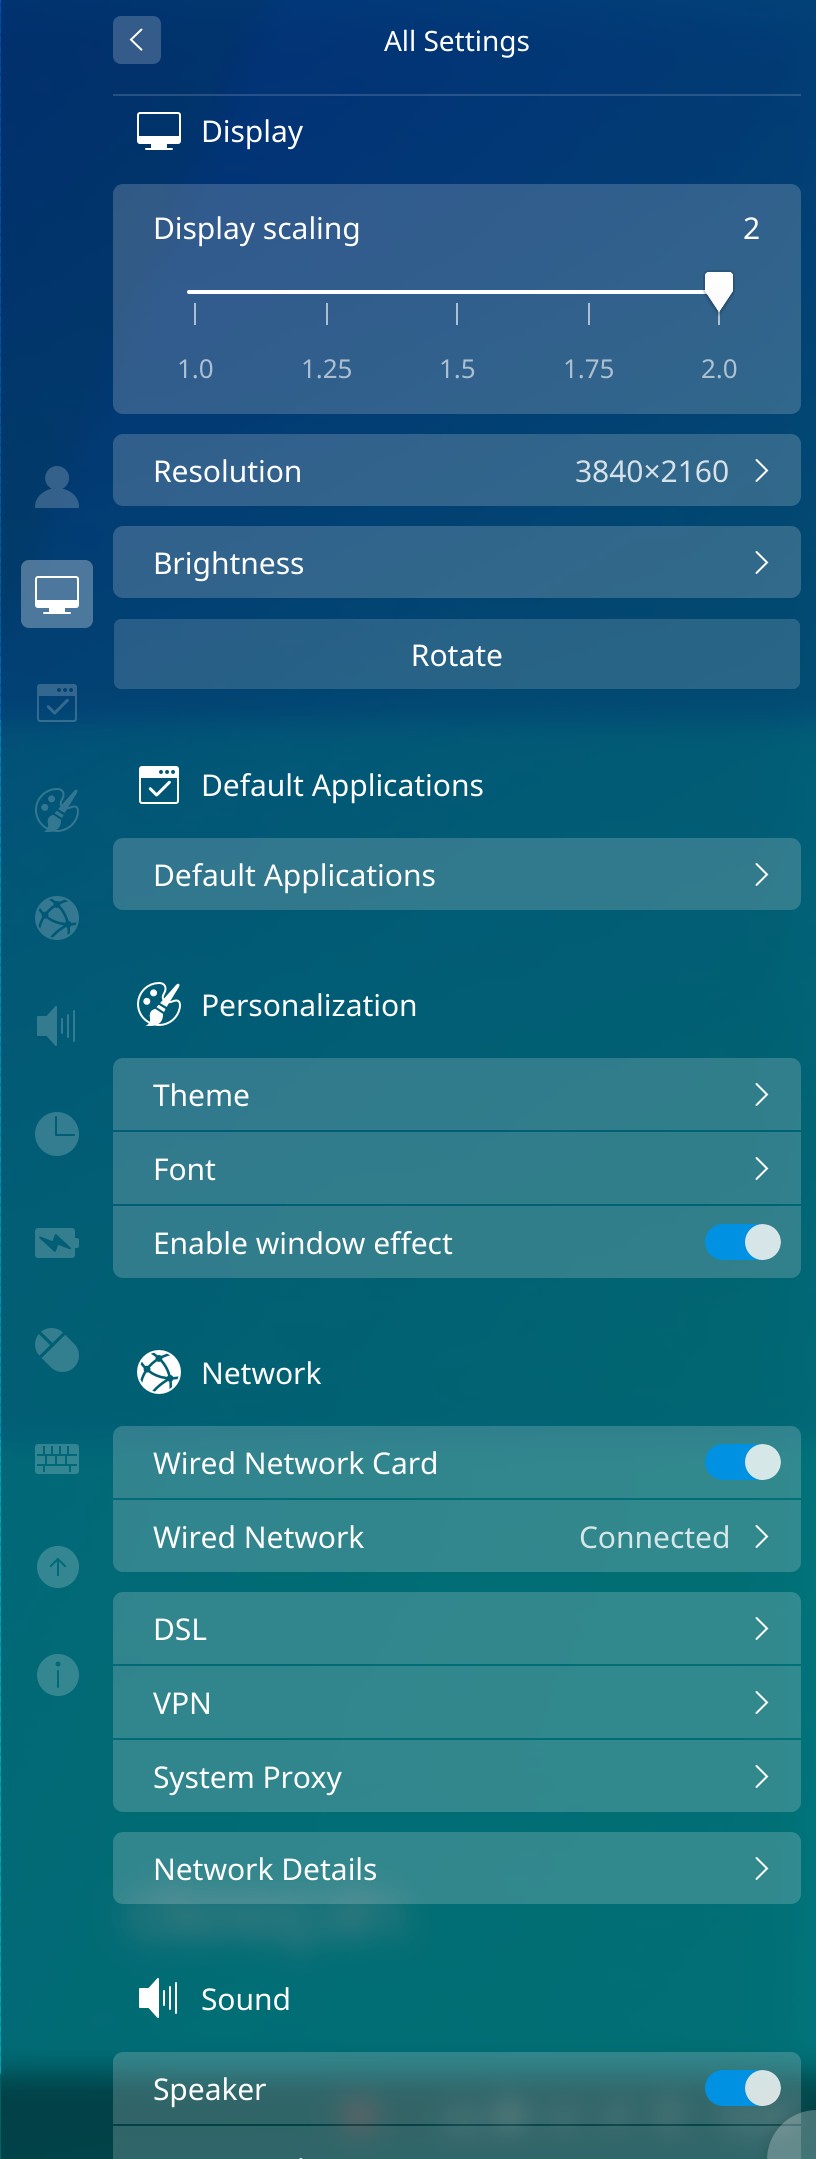 All Settings
Display
Display scaling 2
1.0 1.25 1.5 1.75 2.0
Resolution 3840×2160
Brightness
Rotate
Default Applications
Default Applications
Personalization
Theme
Font
Enable window effect
Network
Wired Network Card
Wired Network Connected
DSL
VPN
System Proxy
Network Details
Sound
Speaker